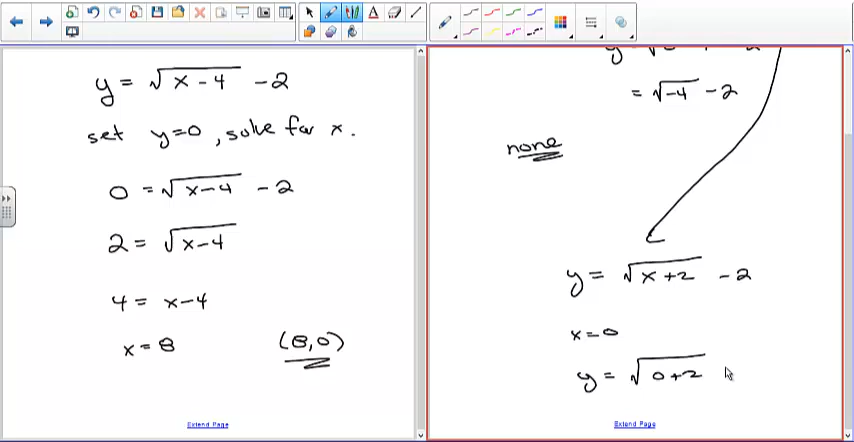 y = √x - 4 - 2
set y=0, solve for x.
0 = √x-4 - 2
2 = √x-4
4 = x-4
x = 8 (8,0)
Extend Page
= √-4 - 2
none
y = √x+2 - 2
x = 0
y = √0+2
Extend Page